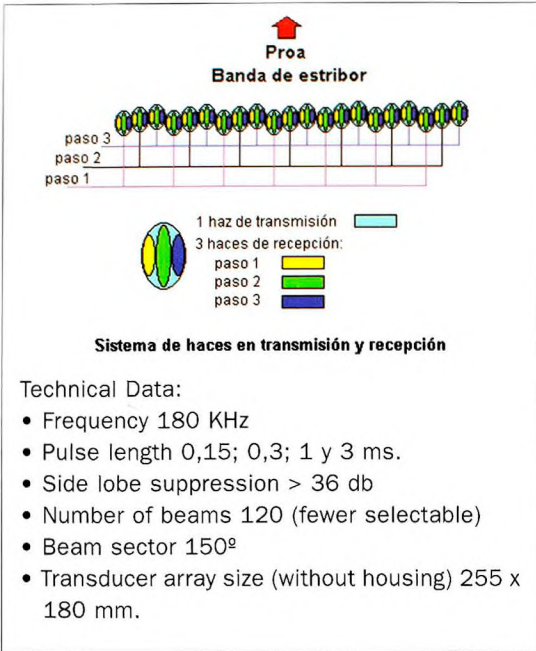 Proa
Banda de estribor
paso 3
paso 2
paso 1
1 haz de transmisión
3 haces de recepción:
paso 1
paso 2
paso 3
Sistema de haces en transmisión y recepción
Technical Data:
• Frequency 180 KHz
• Pulse length 0,15; 0,3; 1 y 3 ms.
• Side lobe suppression > 36 db
• Number of beams 120 (fewer selectable)
• Beam sector 150º
• Transducer array size (without housing) 255 x
180 mm.